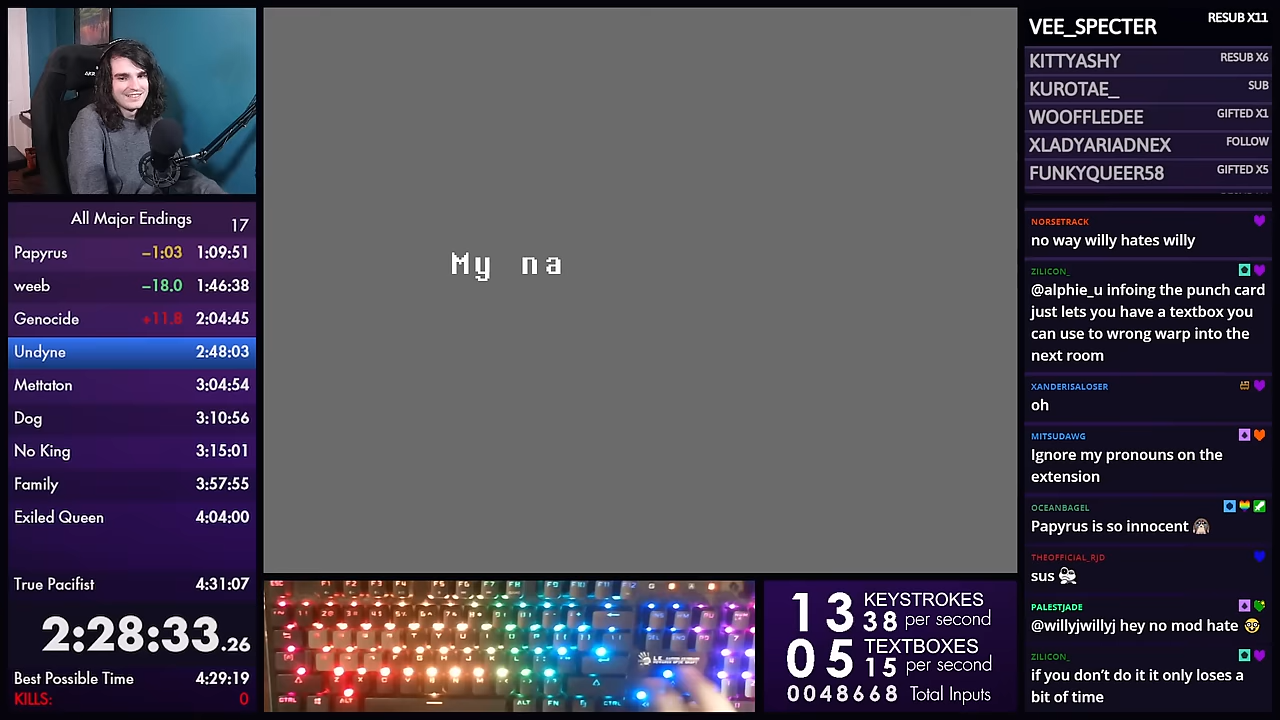 All Major Endings 17
Papyrus −1:03 1:09:51
weeb −18.0 1:46:38
Genocide +11.8 2:04:45
Undyne 2:48:03
Mettaton 3:04:54
Dog 3:10:56
No King 3:15:01
Family 3:57:55
Exiled Queen 4:04:00
True Pacifist 4:31:07
2:28:33.26
Best Possible Time 4:29:19
KILLS: 0
My na
13 38 KEYSTROKES per second
05 15 TEXTBOXES per second
0048668 Total Inputs
VEE_SPECTER RESUB X11
KITTYASHY RESUB X6
KUROTAE_ SUB
WOOFFLEDEE GIFTED X1
XLADYARIADNEX FOLLOW
FUNKYQUEER58 GIFTED X5
NORSETRACK
no way willy hates willy
ZILICON_
@alphie_u infoing the punch card
just lets you have a textbox you
can use to wrong warp into the
next room
XANDERISALOSER
oh
MITSUDAWG
Ignore my pronouns on the
extension
OCEANBAGEL
Papyrus is so innocent
THEOFFICIAL_RJD
sus
PALESTJADE
@willyjwillyj hey no mod hate
ZILICON_
if you don't do it it only loses a
bit of time